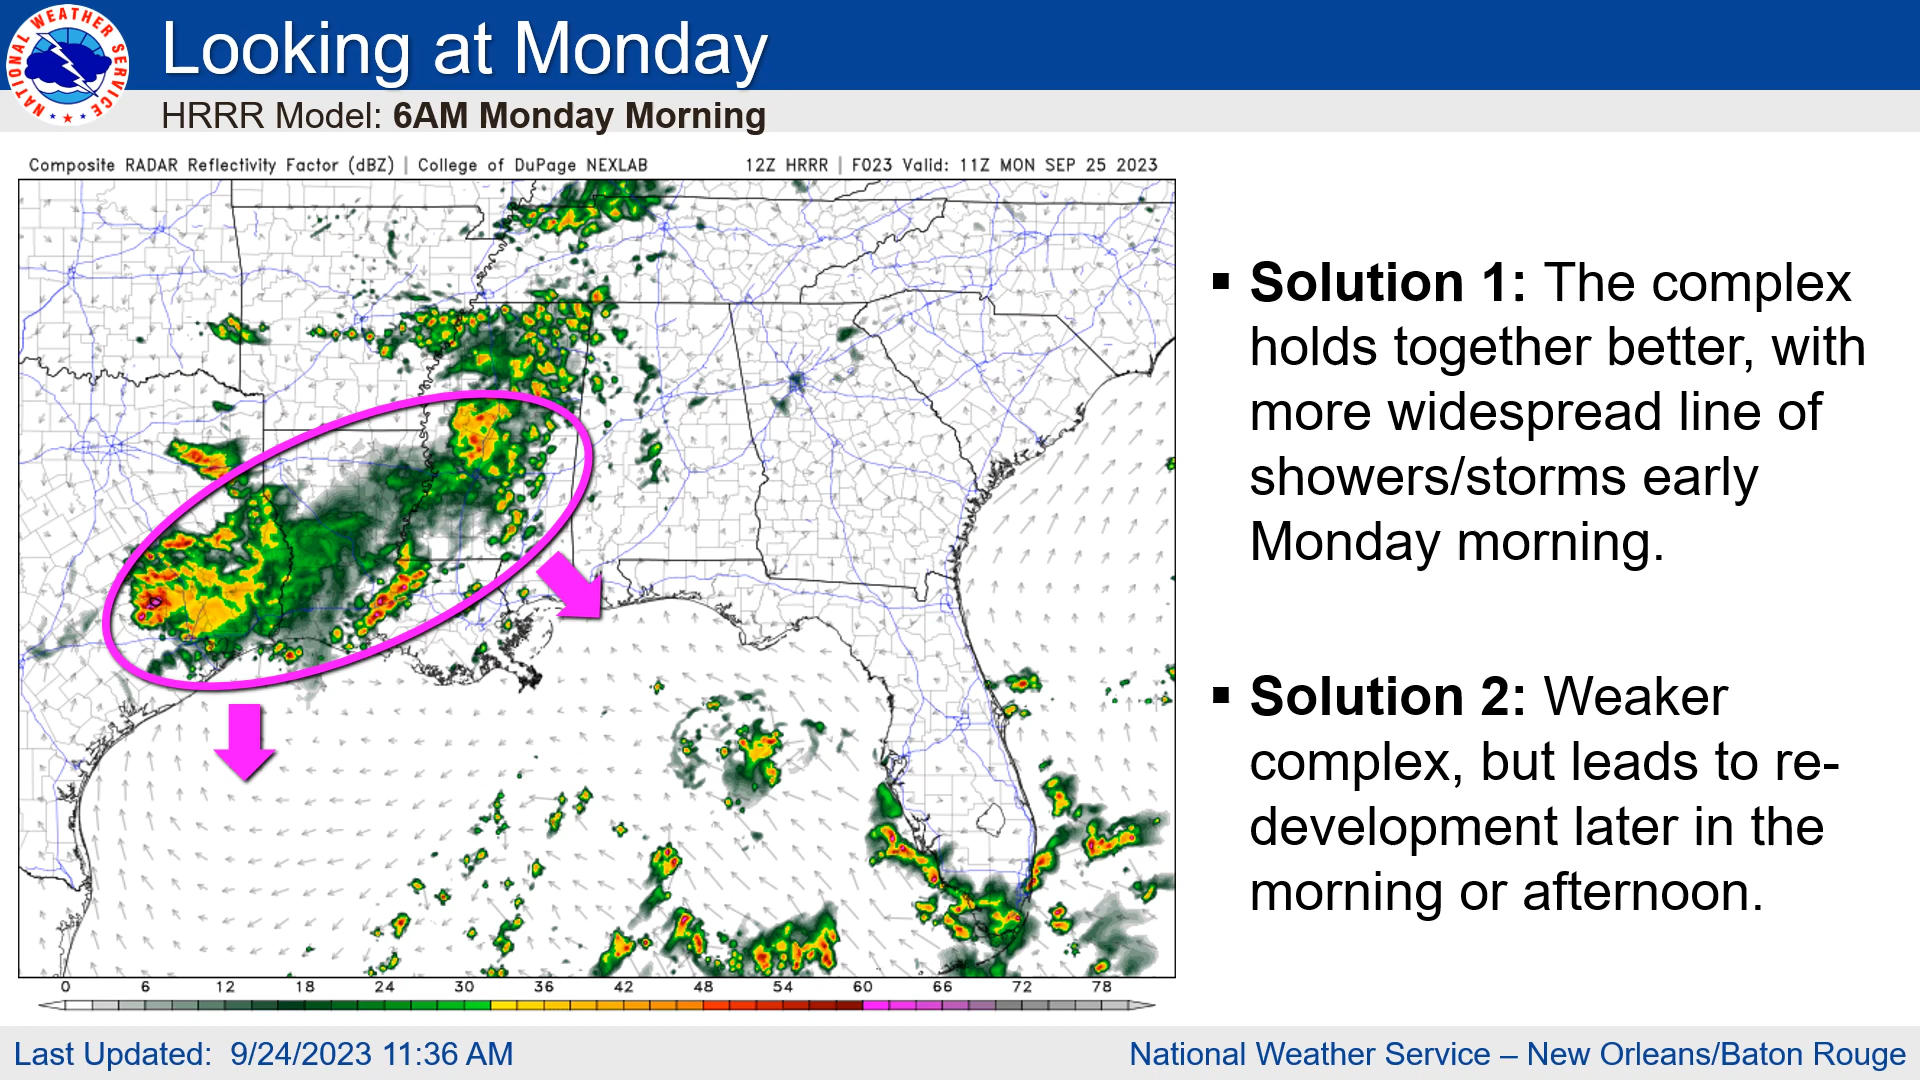 NATIONAL WEATHER SERVICE
Looking at Monday
HRRR Model: 6AM Monday Morning
Composite RADAR Reflectivity Factor (dBZ) | College of DuPage NEXLAB
12Z HRRR | F023 Valid: 11Z MON SEP 25 2023
▪ Solution 1: The complex
holds together better, with
more widespread line of
showers/storms early
Monday morning.
▪ Solution 2: Weaker
complex, but leads to re-
development later in the
morning or afternoon.
0 6 12 18 24 30 36 42 48 54 60 66 72 78
Last Updated: 9/24/2023 11:36 AM
National Weather Service – New Orleans/Baton Rouge